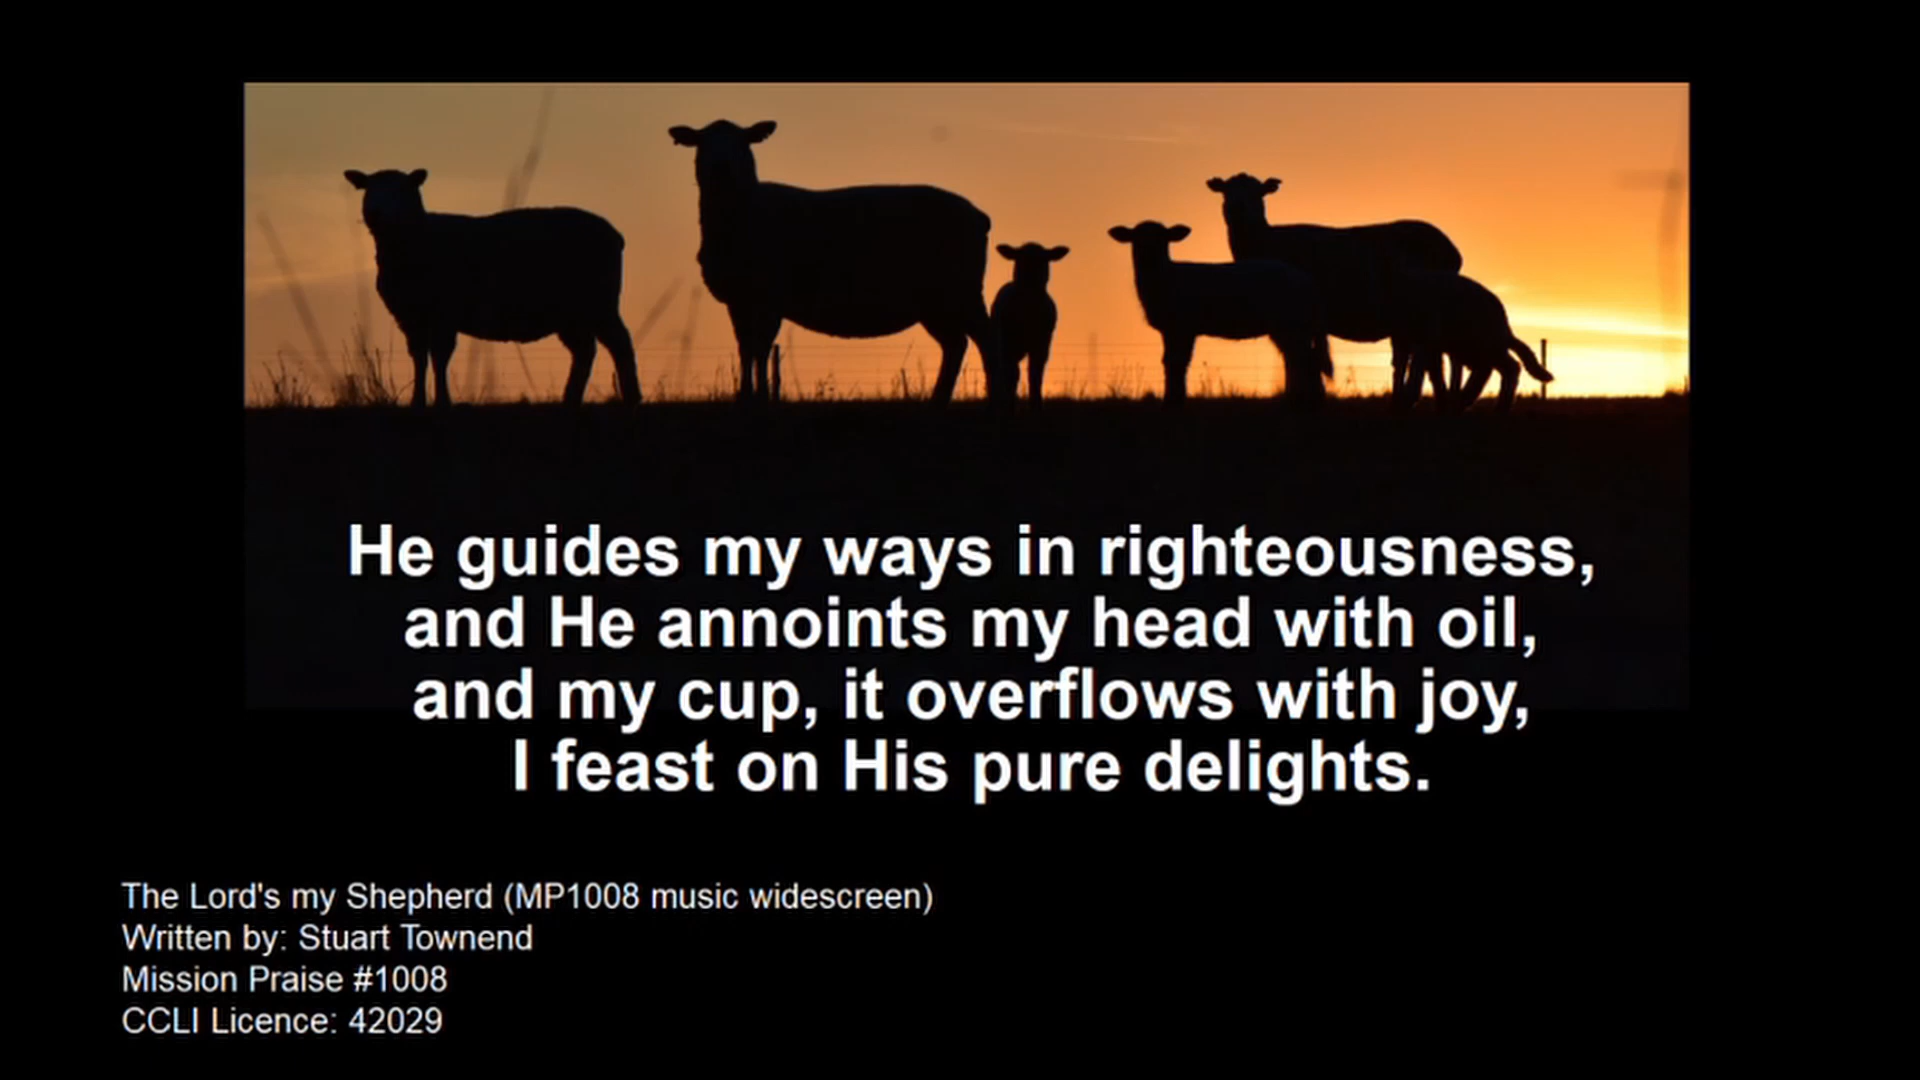 He guides my ways in righteousness,
and He annoints my head with oil,
and my cup, it overflows with joy,
I feast on His pure delights.
The Lord's my Shepherd (MP1008 music widescreen)
Written by: Stuart Townend
Mission Praise #1008
CCLI Licence: 42029